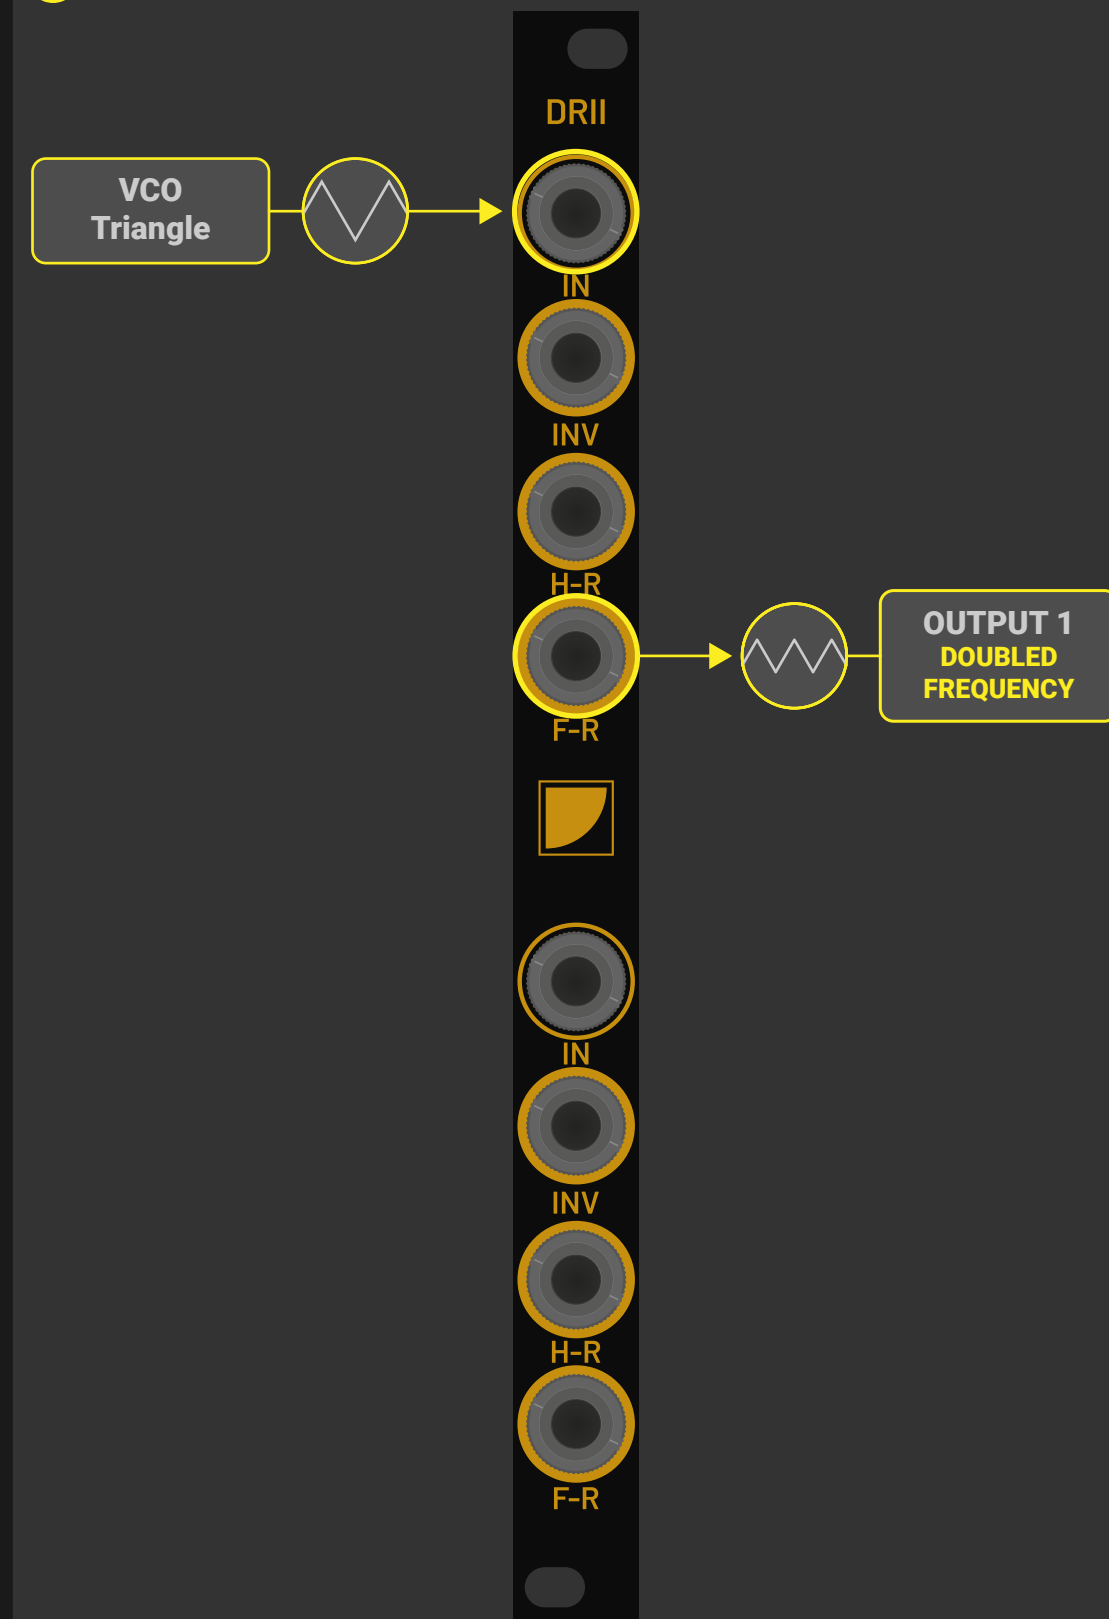 DRII
VCO
Triangle
IN
INV
H-R
OUTPUT 1
DOUBLED
FREQUENCY
F-R
IN
INV
H-R
F-R